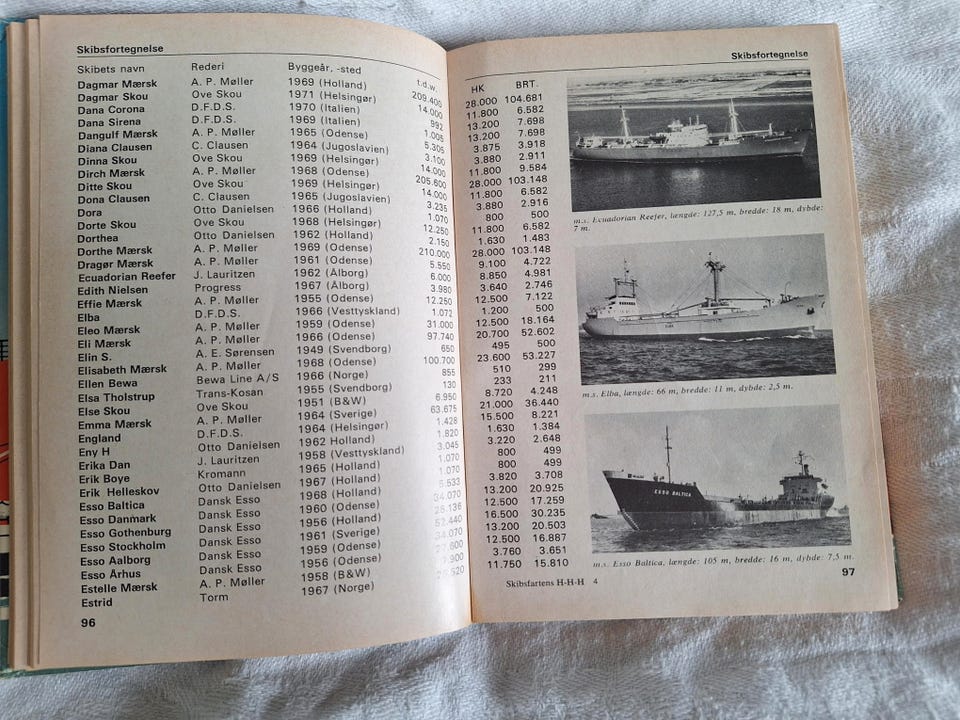 Skibsfortegnelse
Skibets navn Rederi Byggeår, -sted t.d.w.
Dagmar Mærsk A. P. Møller 1969 (Holland) 209.400
Dagmar Skou Ove Skou 1971 (Helsingør) 14.000
Dana Corona D.F.D.S. 1970 (Italien) 992
Dana Sirena D.F.D.S. 1969 (Italien) 1.005
Dangulf Mærsk A. P. Møller 1965 (Odense) 5.305
Diana Clausen C. Clausen 1964 (Jugoslavien) 3.100
Dinna Skou Ove Skou 1969 (Helsingør) 14.000
Dirch Mærsk A. P. Møller 1968 (Odense) 205.600
Ditte Skou Ove Skou 1969 (Helsingør) 14.000
Dona Clausen C. Clausen 1965 (Jugoslavien) 3.235
Dora Otto Danielsen 1966 (Holland) 1.070
Dorte Skou Ove Skou 1968 (Helsingør) 12.250
Dorthea Otto Danielsen 1962 (Holland) 2.150
Dorthe Mærsk A. P. Møller 1969 (Odense) 210.000
Dragør Mærsk A. P. Møller 1961 (Odense) 5.550
Ecuadorian Reefer J. Lauritzen 1962 (Ålborg) 6.000
Edith Nielsen Progress 1967 (Ålborg) 3.980
Effie Mærsk A. P. Møller 1955 (Odense) 12.250
Elba D.F.D.S. 1966 (Vesttyskland) 1.072
Eleo Mærsk A. P. Møller 1959 (Odense) 31.000
Eli Mærsk A. P. Møller 1966 (Odense) 97.740
Elin S. A. E. Sørensen 1949 (Svendborg) 650
Elisabeth Mærsk A. P. Møller 1968 (Odense) 100.700
Ellen Bewa Bewa Line A/S 1966 (Norge) 855
Elsa Tholstrup Trans-Kosan 1955 (Svendborg) 130
Else Skou Ove Skou 1951 (B&W) 6.950
Emma Mærsk A. P. Møller 1964 (Sverige) 63.675
England D.F.D.S. 1964 (Helsingør) 1.428
Eny H Otto Danielsen 1962 Holland) 1.820
Erika Dan J. Lauritzen 1958 (Vesttyskland) 3.045
Erik Boye Kromann 1965 (Holland) 1.070
Erik Helleskov Otto Danielsen 1967 (Holland) 1.070
Esso Baltica Dansk Esso 1968 (Holland) 5.533
Esso Danmark Dansk Esso 1960 (Odense) 34.070
Esso Gothenburg Dansk Esso 1956 (Holland) 26.136
Esso Stockholm Dansk Esso 1961 (Sverige) 52.440
Esso Aalborg Dansk Esso 1959 (Odense) 34.070
Esso Århus Dansk Esso 1956 (Odense)
Estelle Mærsk A. P. Møller 1958 (B&W)
Estrid Torm 1967 (Norge)
96
Skibsfortegnelse
HK BRT.
28.000 104.681
11.800 6.582
13.200 7.698
13.200 7.698
3.875 3.918
3.880 2.911
11.800 9.584
28.000 103.148
11.800 6.582
3.880 2.916
800 500
11.800 6.582
1.630 1.483
28.000 103.148
9.100 4.722
8.850 4.981
3.640 2.746
12.500 7.122
1.200 500
12.500 18.164
20.700 52.602
495 500
23.600 53.227
510 299
233 211
8.720 4.248
21.000 36.440
15.500 8.221
1.630 1.384
3.220 2.648
800 499
800 499
3.820 3.708
13.200 20.925
12.500 17.259
16.500 30.235
13.200 20.503
12.500 16.887
3.760 3.651
11.750 15.810
m.s. Ecuadorian Reefer, længde: 127,5 m, bredde: 18 m, dybde:
7 m.
m.s. Elba, længde: 66 m, bredde: 11 m, dybde: 2,5 m.
ESSO BALTICA
m.s. Esso Baltica, længde: 105 m, bredde: 16 m, dybde: 7,5 m.
Skibsfartens H-H-H 4
97